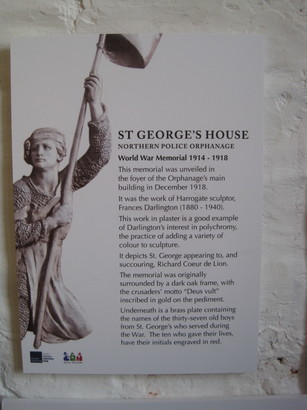 ST GEORGE'S HOUSE
NORTHERN POLICE ORPHANAGE
World War Memorial 1914 - 1918
This memorial was unveiled in
the foyer of the Orphanage's main
building in December 1918.
It was the work of Harrogate sculptor,
Frances Darlington (1880 - 1940).
This work in plaster is a good example
of Darlington's interest in polychromy,
the practice of adding a variety of
colour to sculpture.
It depicts St. George appearing to, and
succouring, Richard Coeur de Lion.
The memorial was originally
surrounded by a dark oak frame, with
the crusaders' motto "Deus vult"
inscribed in gold on the pediment.
Underneath is a brass plate containing
the names of the thirty-seven old boys
from St. George's who served during
the War. The ten who gave their lives,
have their initials engraved in red.